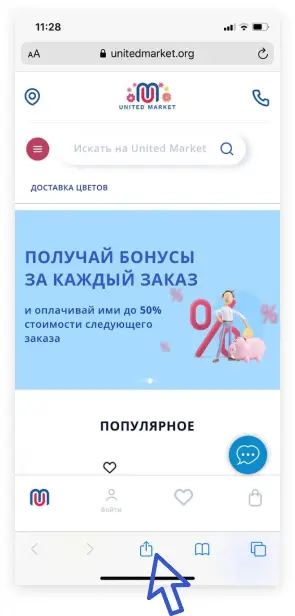 11:28
AA
unitedmarket.org
UNITED MARKET
Искать на United Market
ДОСТАВКА ЦВЕТОВ
ПОЛУЧАЙ БОНУСЫ
ЗА КАЖДЫЙ ЗАКАЗ
и оплачивай ими до 50%
стоимости следующего
заказа
%
%
%
ПОПУЛЯРНОЕ
Войти